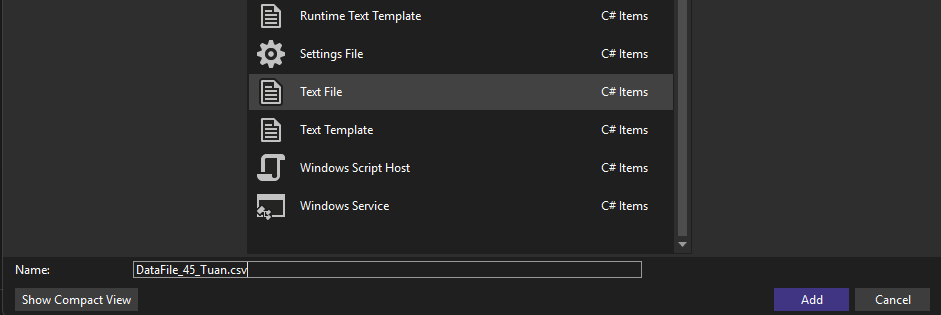 Runtime Text Template C# Items
Settings File C# Items
Text File C# Items
Text Template C# Items
Windows Script Host C# Items
Windows Service C# Items
Name: DataFile_45_Tuan.csv
Show Compact View Add Cancel